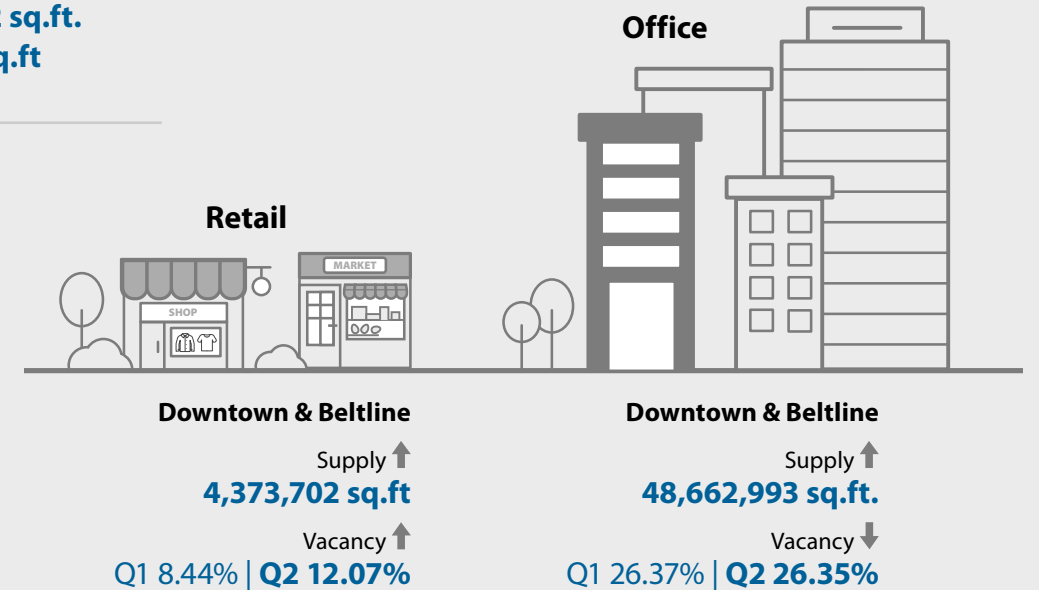 sq.ft.
Office
Retail
MARKET
SHOP
Downtown & Beltline
Supply
4,373,702 sq.ft
Vacancy
Q1 8.44% | Q2 12.07%
Downtown & Beltline
Supply
48,662,993 sq.ft.
Vacancy
Q1 26.37% | Q2 26.35%